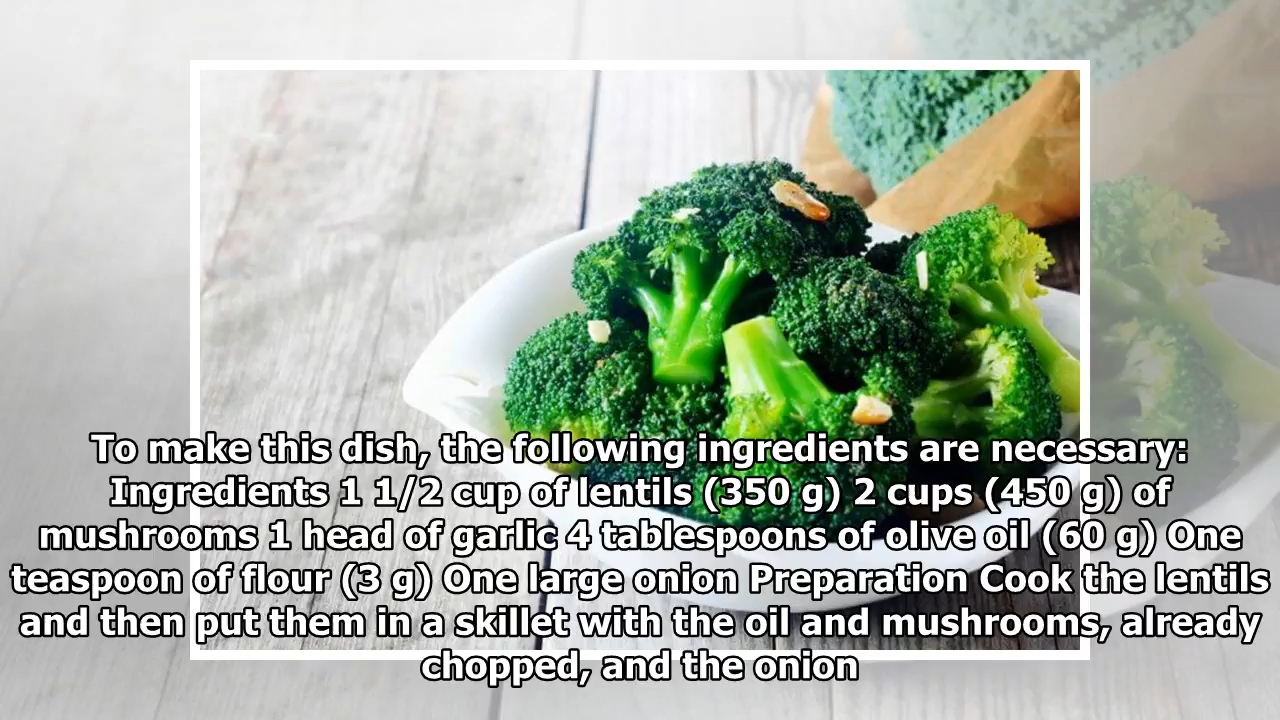 To make this dish, the following ingredients are necessary:
Ingredients 1 1/2 cup of lentils (350 g) 2 cups (450 g) of
mushrooms 1 head of garlic 4 tablespoons of olive oil (60 g) One
teaspoon of flour (3 g) One large onion Preparation Cook the lentils
and then put them in a skillet with the oil and mushrooms, already
chopped, and the onion